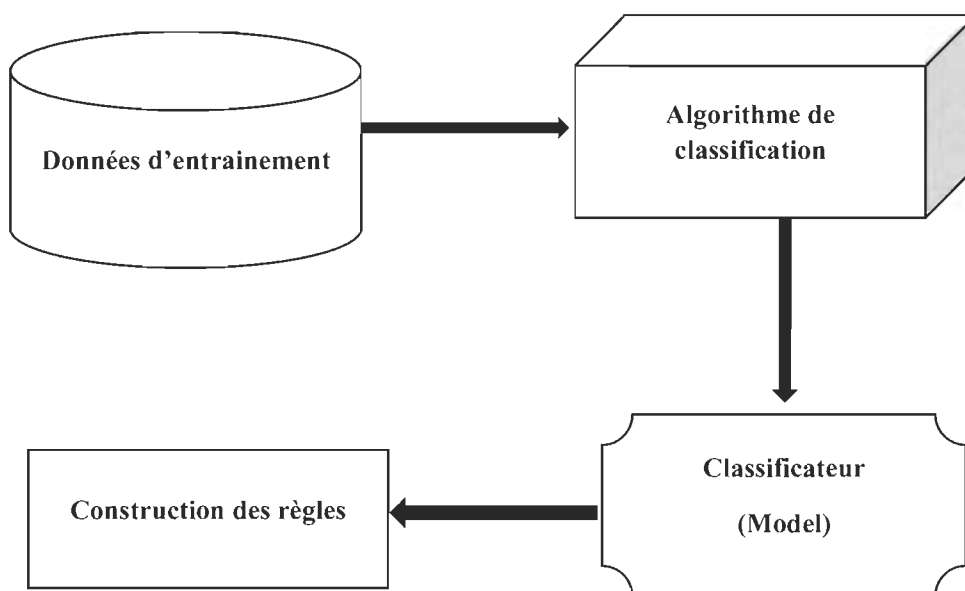 Données d'entrainement
Algorithme de
classification
Classificateur
(Model)
Construction des règles